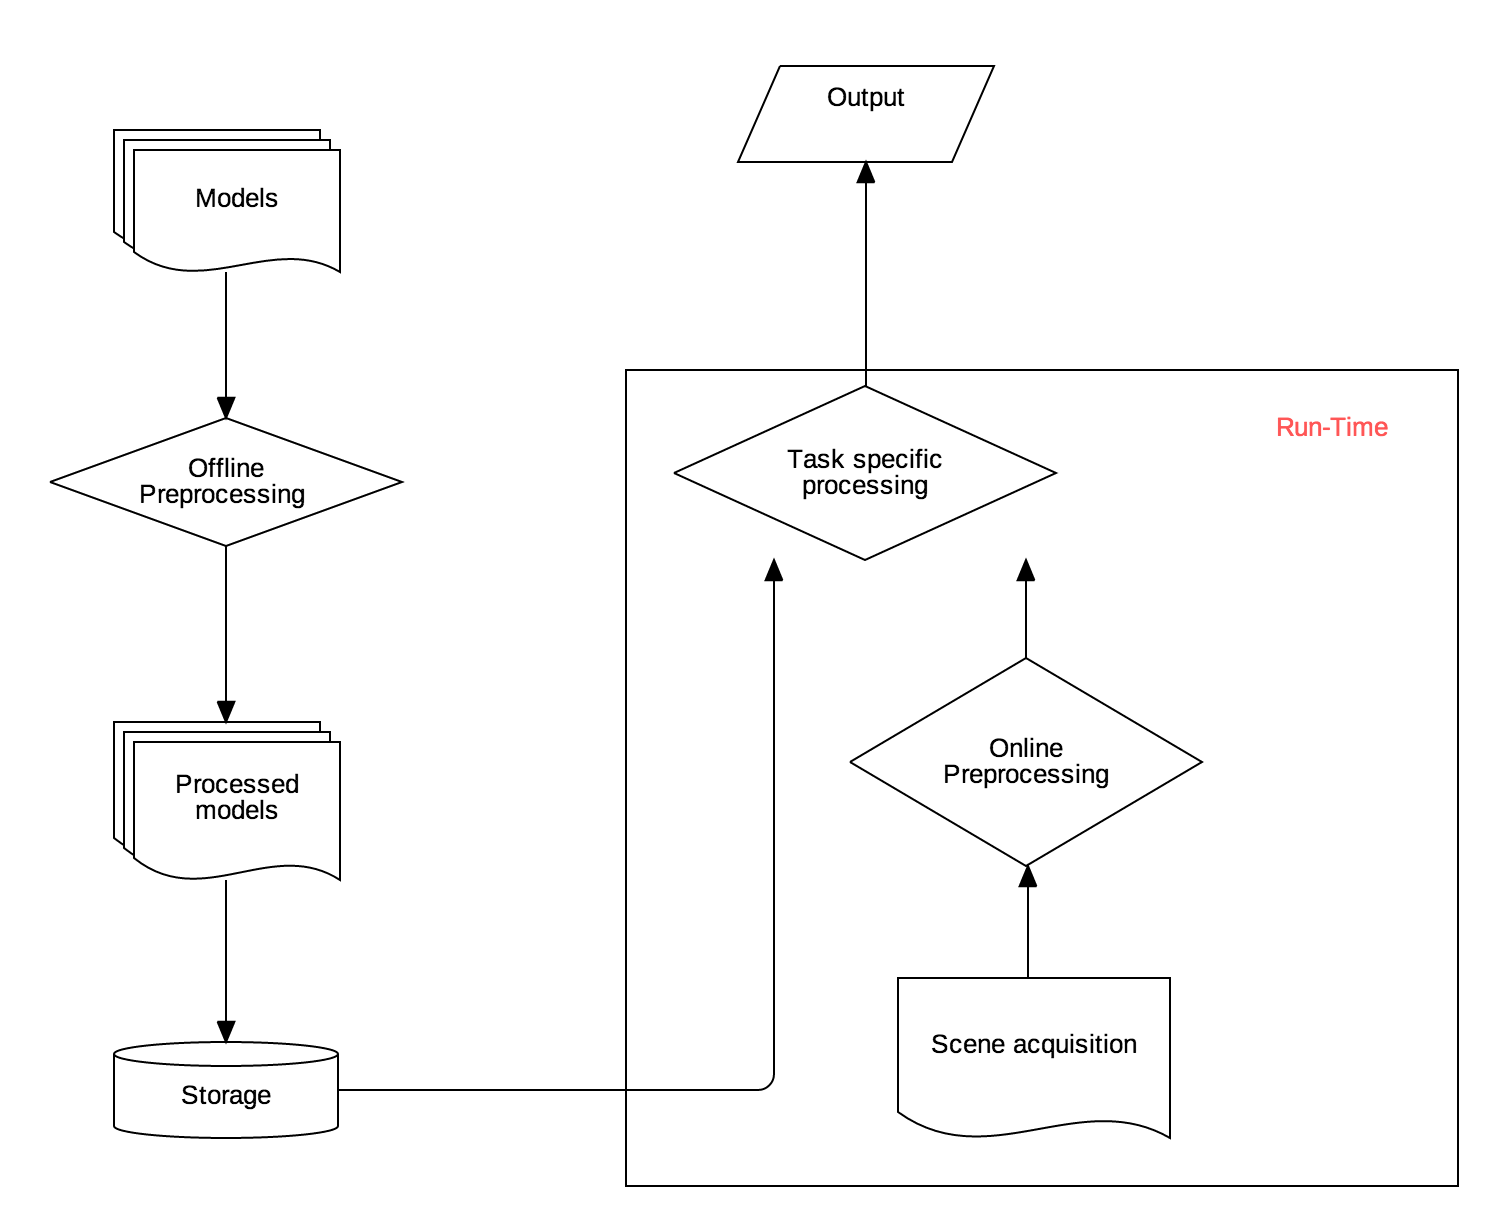 Output
Models
Run-Time
Offline
Preprocessing
Task specific
processing
Processed
models
Online
Preprocessing
Storage
Scene acquisition